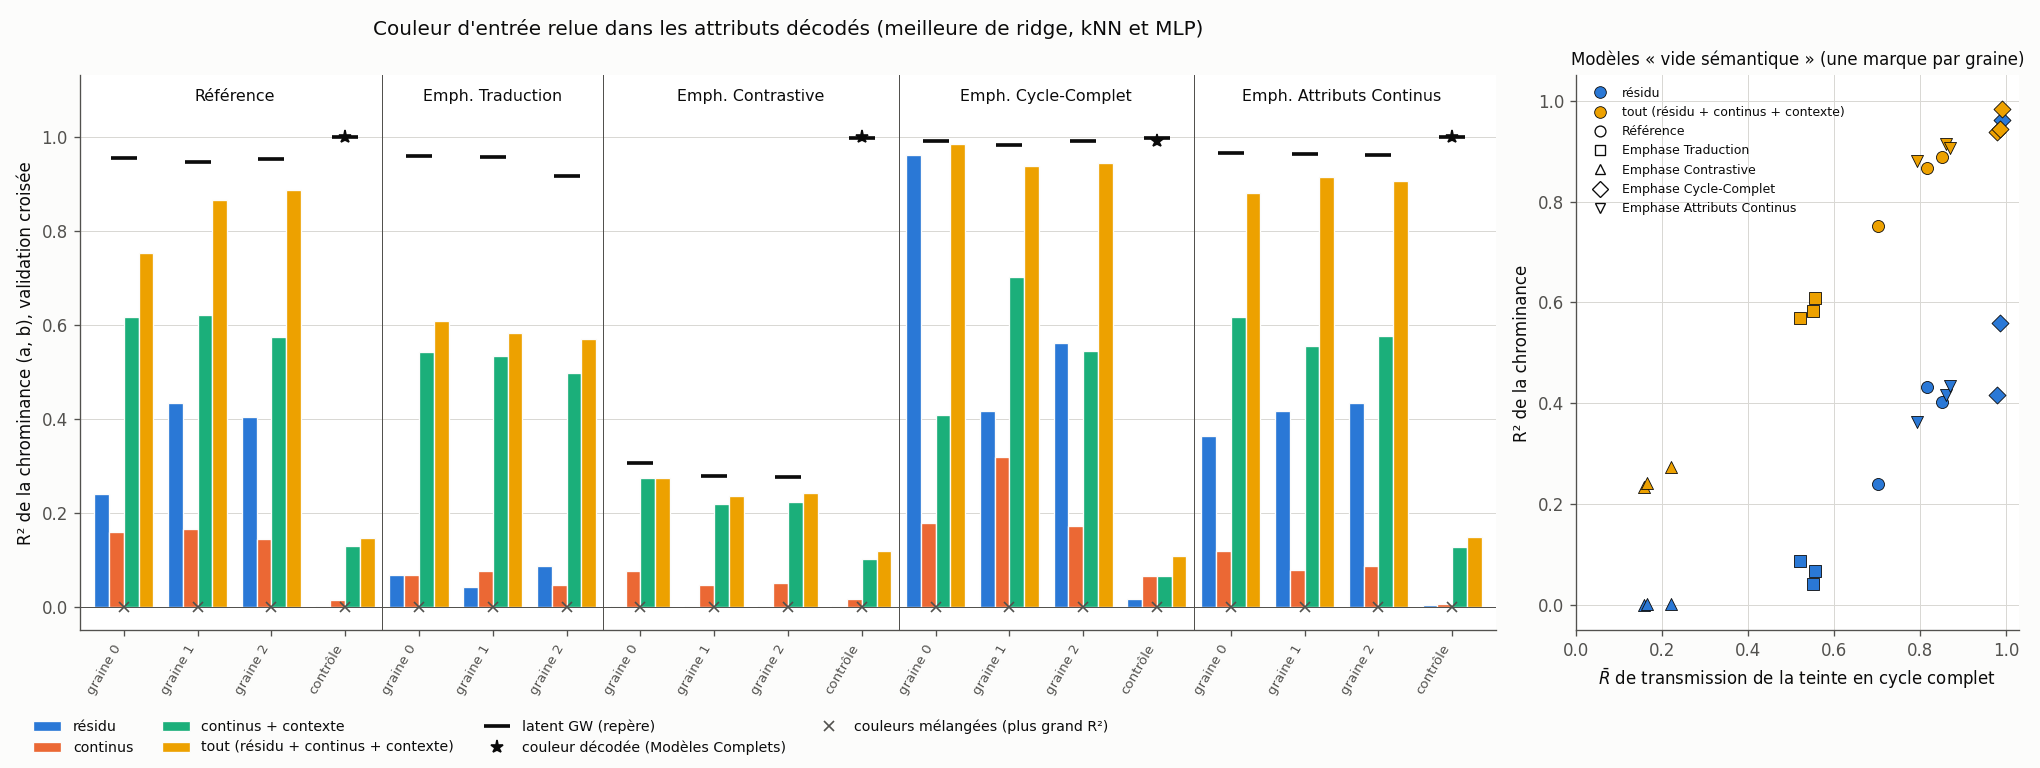 Couleur d'entrée relue dans les attributs décodés (meilleure de ridge, kNN et MLP)
R² de la chrominance (a, b), validation croisée
1.0
0.8
0.6
0.4
0.2
0.0
Référence
Emph. Traduction
Emph. Contrastive
Emph. Cycle-Complet
Emph. Attributs Continus
graine 0
graine 1
graine 2
contrôle
graine 0
graine 1
graine 2
graine 0
graine 1
graine 2
contrôle
graine 0
graine 1
graine 2
contrôle
graine 0
graine 1
graine 2
contrôle
résidu
continus
continus + contexte
tout (résidu + continus + contexte)
latent GW (repère)
couleur décodée (Modèles Complets)
couleurs mélangées (plus grand R²)
Modèles « vide sémantique » (une marque par graine)
résidu
tout (résidu + continus + contexte)
Référence
Emphase Traduction
Emphase Contrastive
Emphase Cycle-Complet
Emphase Attributs Continus
R² de la chrominance
1.0
0.8
0.6
0.4
0.2
0.0
0.0
0.2
0.4
0.6
0.8
1.0
R̄ de transmission de la teinte en cycle complet